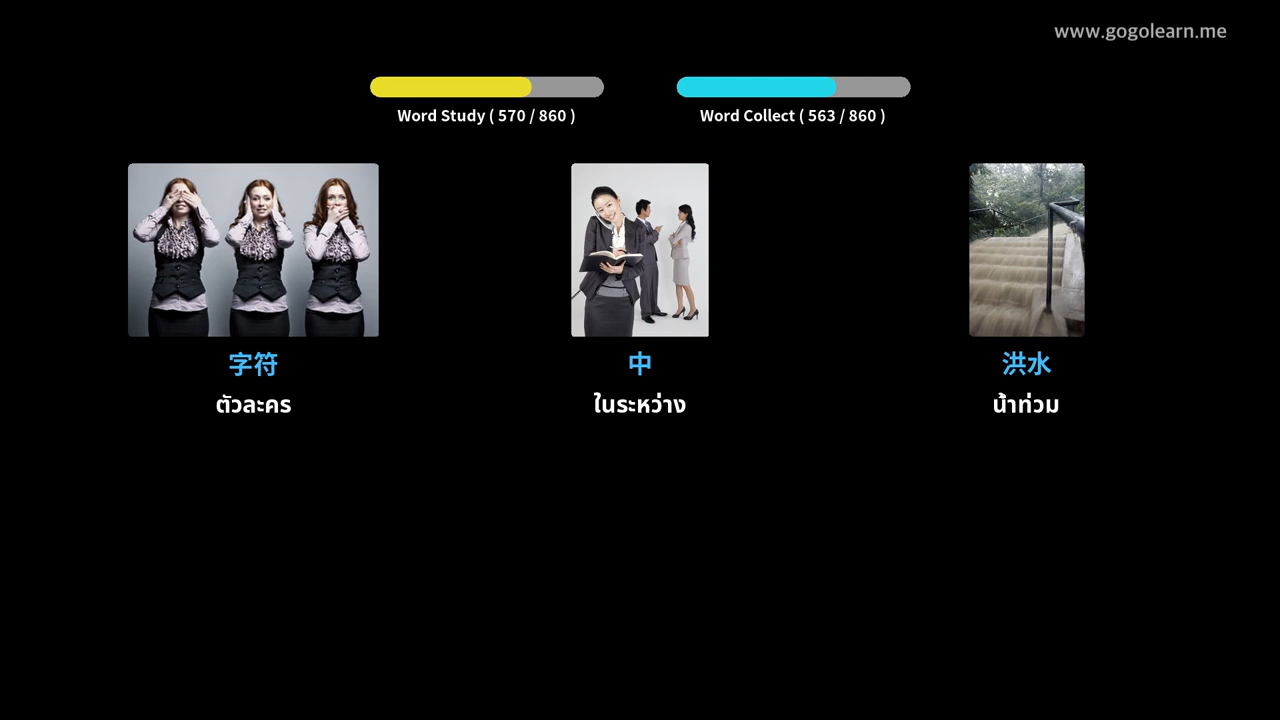 www.gogolearn.me
Word Study ( 570 / 860 )
Word Collect ( 563 / 860 )
字符
中
洪水
ตัวละคร
ในระหว่าง
น้ำท่วม